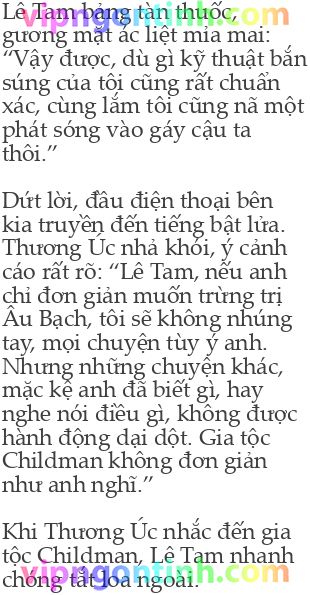 Lê Tam bảng tàn thuốc,
gương mặt ác liệt mỉa mai:
“Vậy được, dù gì kỹ thuật bắn
súng của tôi cũng rất chuẩn
xác, cùng lắm tôi cũng nã một
phát sóng vào gáy cậu ta
thôi.”
Dứt lời, đầu điện thoại bên
kia truyền đến tiếng bật lửa.
Thương Úc nhả khói, ý cảnh
cáo rất rõ: “Lê Tam, nếu anh
chỉ đơn giản muốn trừng trị
Âu Bạch, tôi sẽ không nhúng
tay, mọi chuyện tùy ý anh.
Nhưng những chuyện khác,
mặc kệ anh đã biết gì, hay
nghe nói điều gì, không được
hành động dại dột. Gia tộc
Childman không đơn giản
như anh nghĩ.”
Khi Thương Úc nhắc đến gia
tộc Childman, Lê Tam nhanh
chóng tắt loa ngoài.
vipngontinh.com
vipngontinh.com